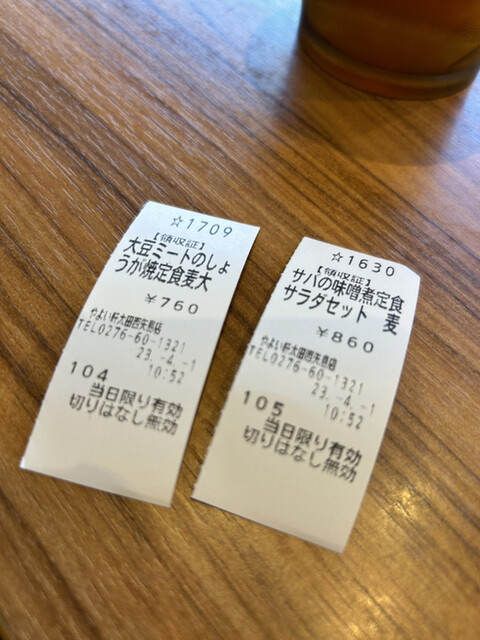 ☆1709
【領収証】
大豆ミートのしょ
うが焼定食麦大
¥760
やよい軒太田西矢島店
TEL0276-60-1321
23.-4.-1
10:52
104
当日限り有効
切りはなし無効
☆1630
【領収証】
サバの味噌煮定食
サラダセット 麦
¥860
やよい軒太田西矢島店
TEL0276-60-1321
23.-4.-1
10:52
105
当日限り有効
切りはなし無効